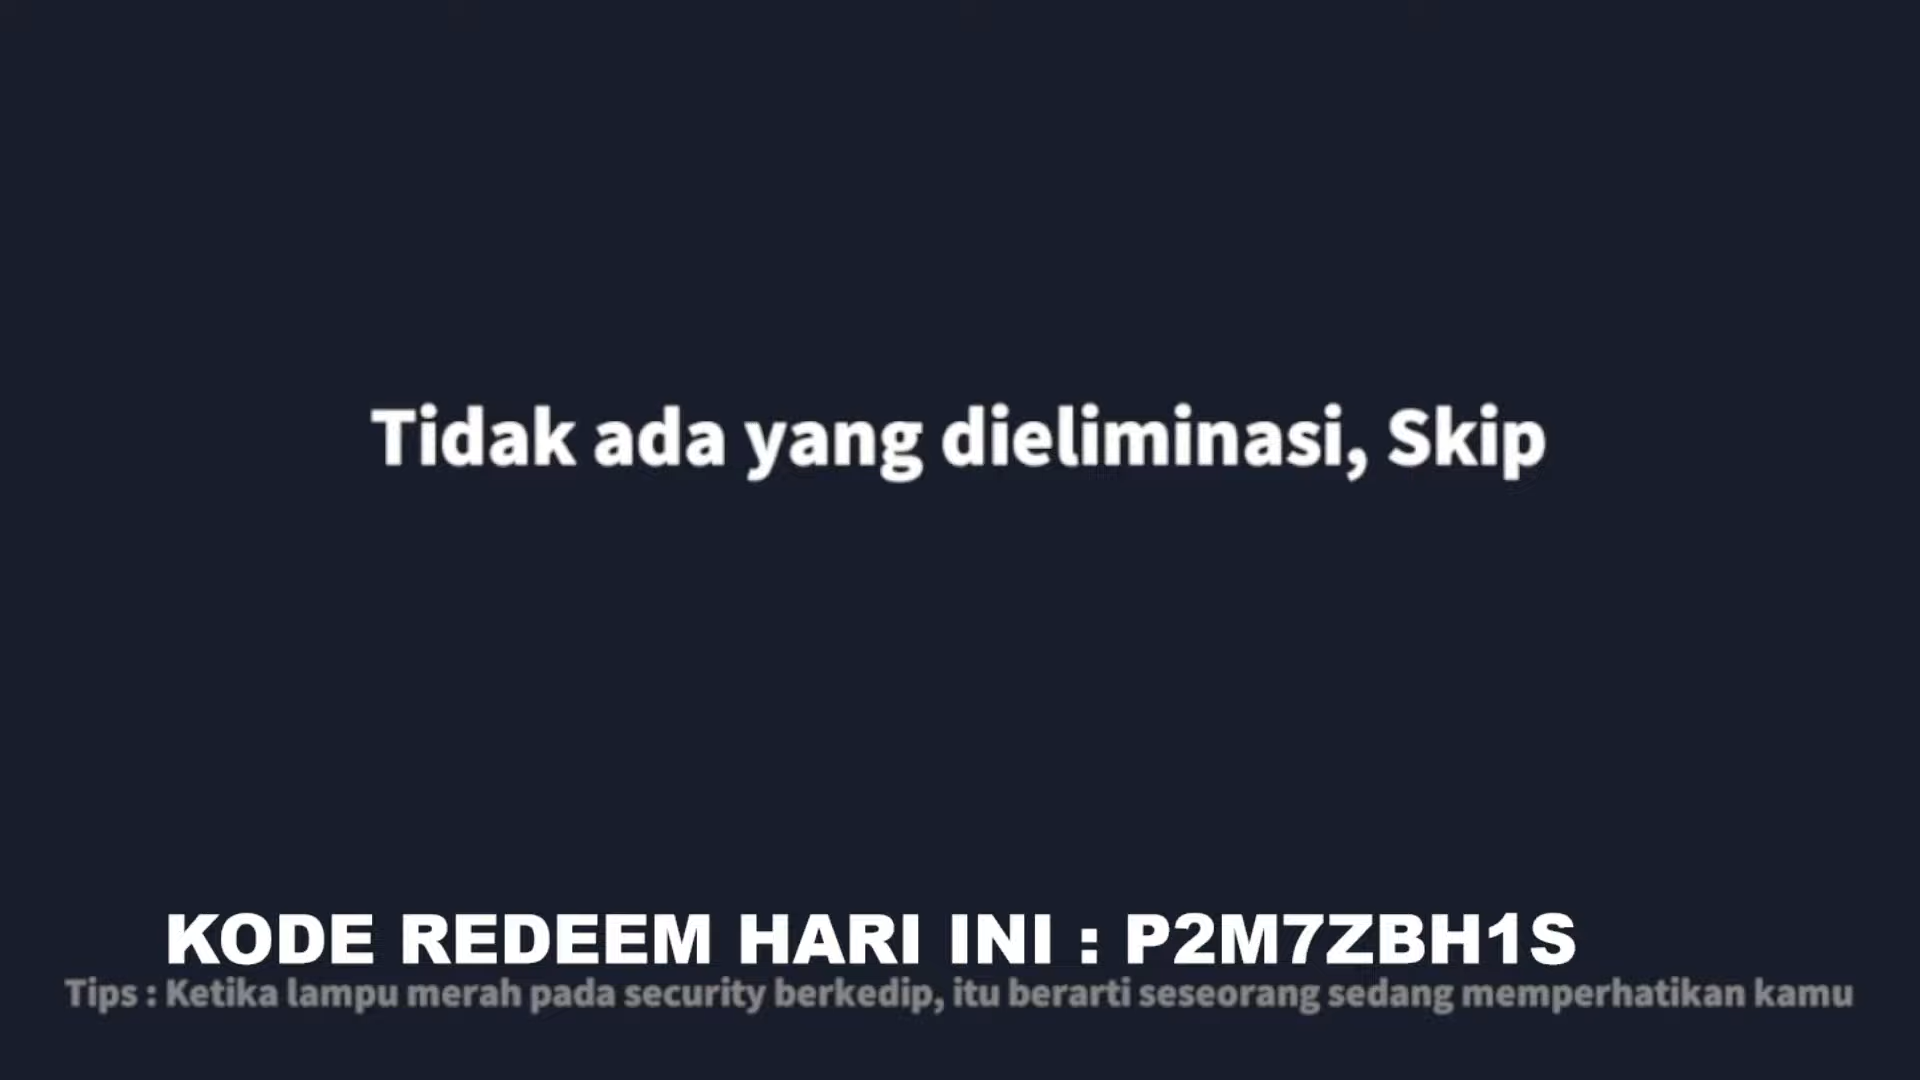 Tidak ada yang dieliminasi, Skip
KODE REDEEM HARI INI : P2M7ZBH1S
Tips : Ketika lampu merah pada security berkedip, itu berarti seseorang sedang memperhatikan kamu